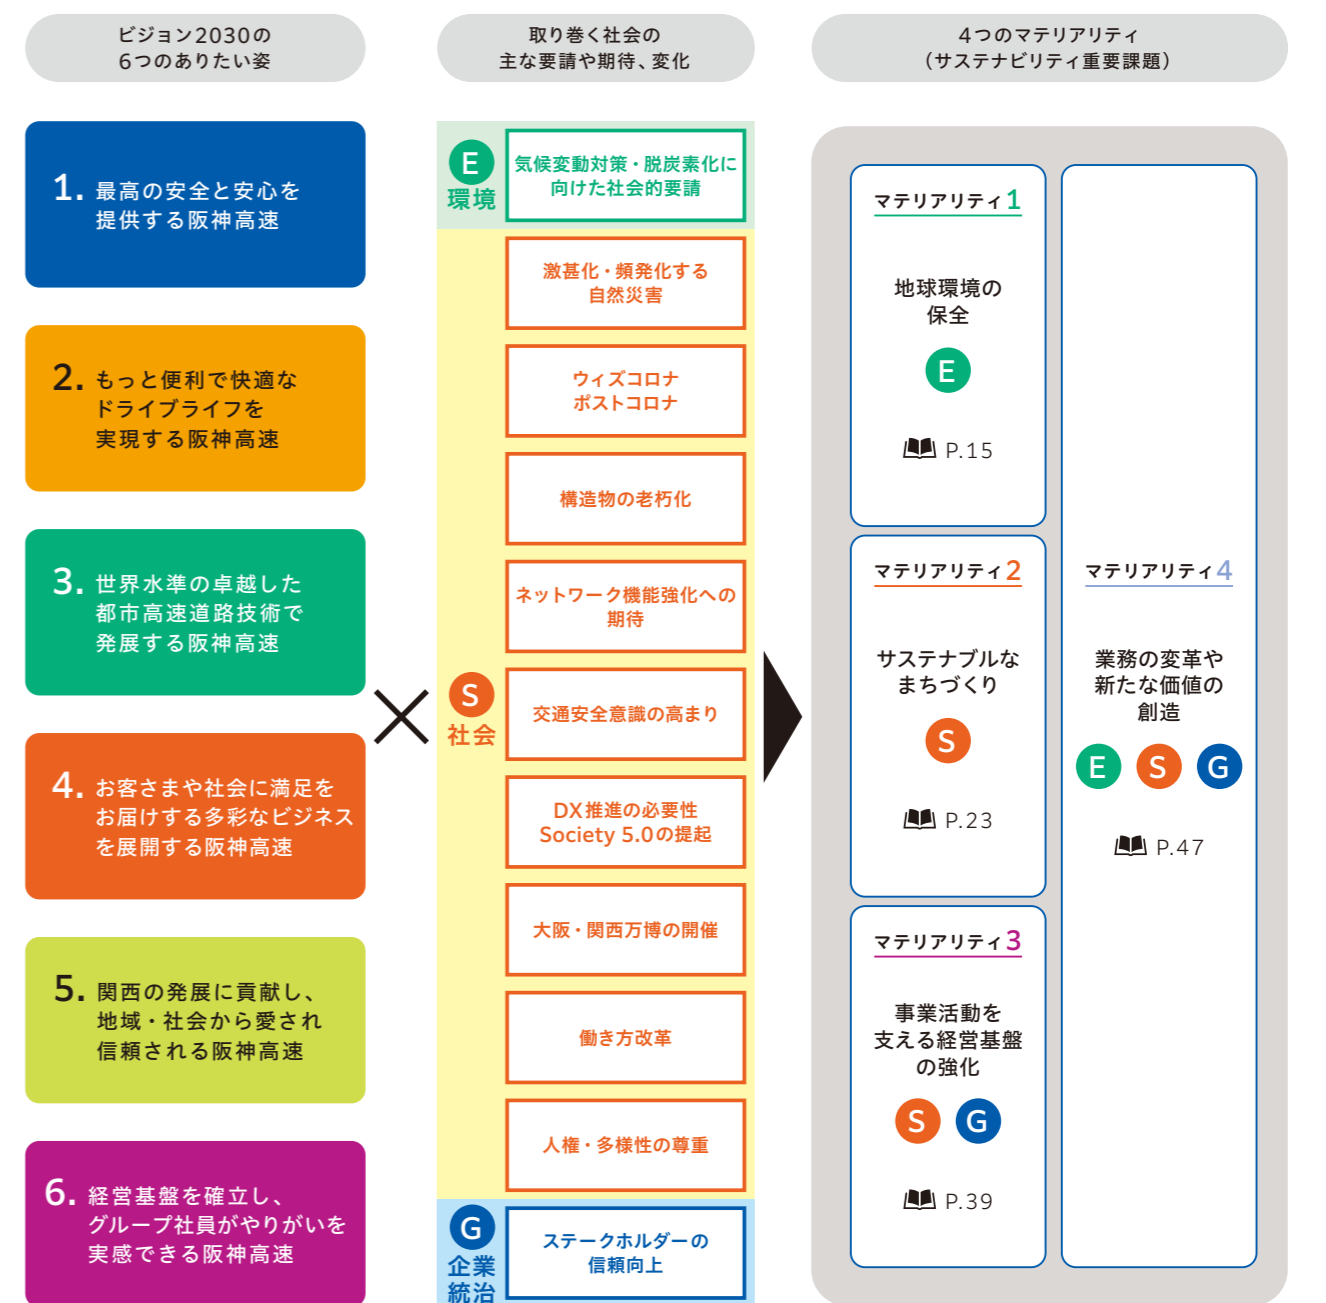 ビジョン2030の
6つのありたい姿
1. 最高の安全と安心を
提供する阪神高速
2. もっと便利で快適な
ドライブライフを
実現する阪神高速
3. 世界水準の卓越した
都市高速道路技術で
発展する阪神高速
4. お客さまや社会に満足を
お届けする多彩なビジネス
を展開する阪神高速
5. 関西の発展に貢献し、
地域・社会から愛され
信頼される阪神高速
6. 経営基盤を確立し、
グループ社員がやりがいを
実感できる阪神高速
取り巻く社会の
主な要請や期待、変化
E
環境
気候変動対策・脱炭素化に
向けた社会的要請
S
社会
激甚化・頻発化する
自然災害
ウィズコロナ
ポストコロナ
構造物の老朽化
ネットワーク機能強化への
期待
交通安全意識の高まり
DX推進の必要性
Society 5.0の提起
大阪・関西万博の開催
働き方改革
人権・多様性の尊重
G
企業
統治
ステークホルダーの
信頼向上
4つのマテリアリティ
（サステナビリティ重要課題）
マテリアリティ1
地球環境の
保全
E
P.15
マテリアリティ2
サステナブルな
まちづくり
S
P.23
マテリアリティ3
事業活動を
支える経営基盤
の強化
S G
P.39
マテリアリティ4
業務の変革や
新たな価値の
創造
E S G
P.47